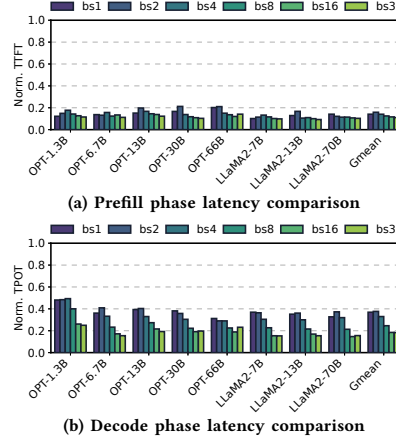 bs1 bs2 bs4 bs8 bs16 bs3
Norm. TTFT
1.0
0.8
0.6
0.4
0.2
0.0
OPT-1.3B
OPT-6.7B
OPT-13B
OPT-30B
OPT-66B
LLaMA2-7B
LLaMA2-13B
LLaMA2-70B
Gmean
(a) Prefill phase latency comparison
bs1 bs2 bs4 bs8 bs16 bs3
Norm. TPOT
1.0
0.8
0.6
0.4
0.2
0.0
OPT-1.3B
OPT-6.7B
OPT-13B
OPT-30B
OPT-66B
LLaMA2-7B
LLaMA2-13B
LLaMA2-70B
Gmean
(b) Decode phase latency comparison